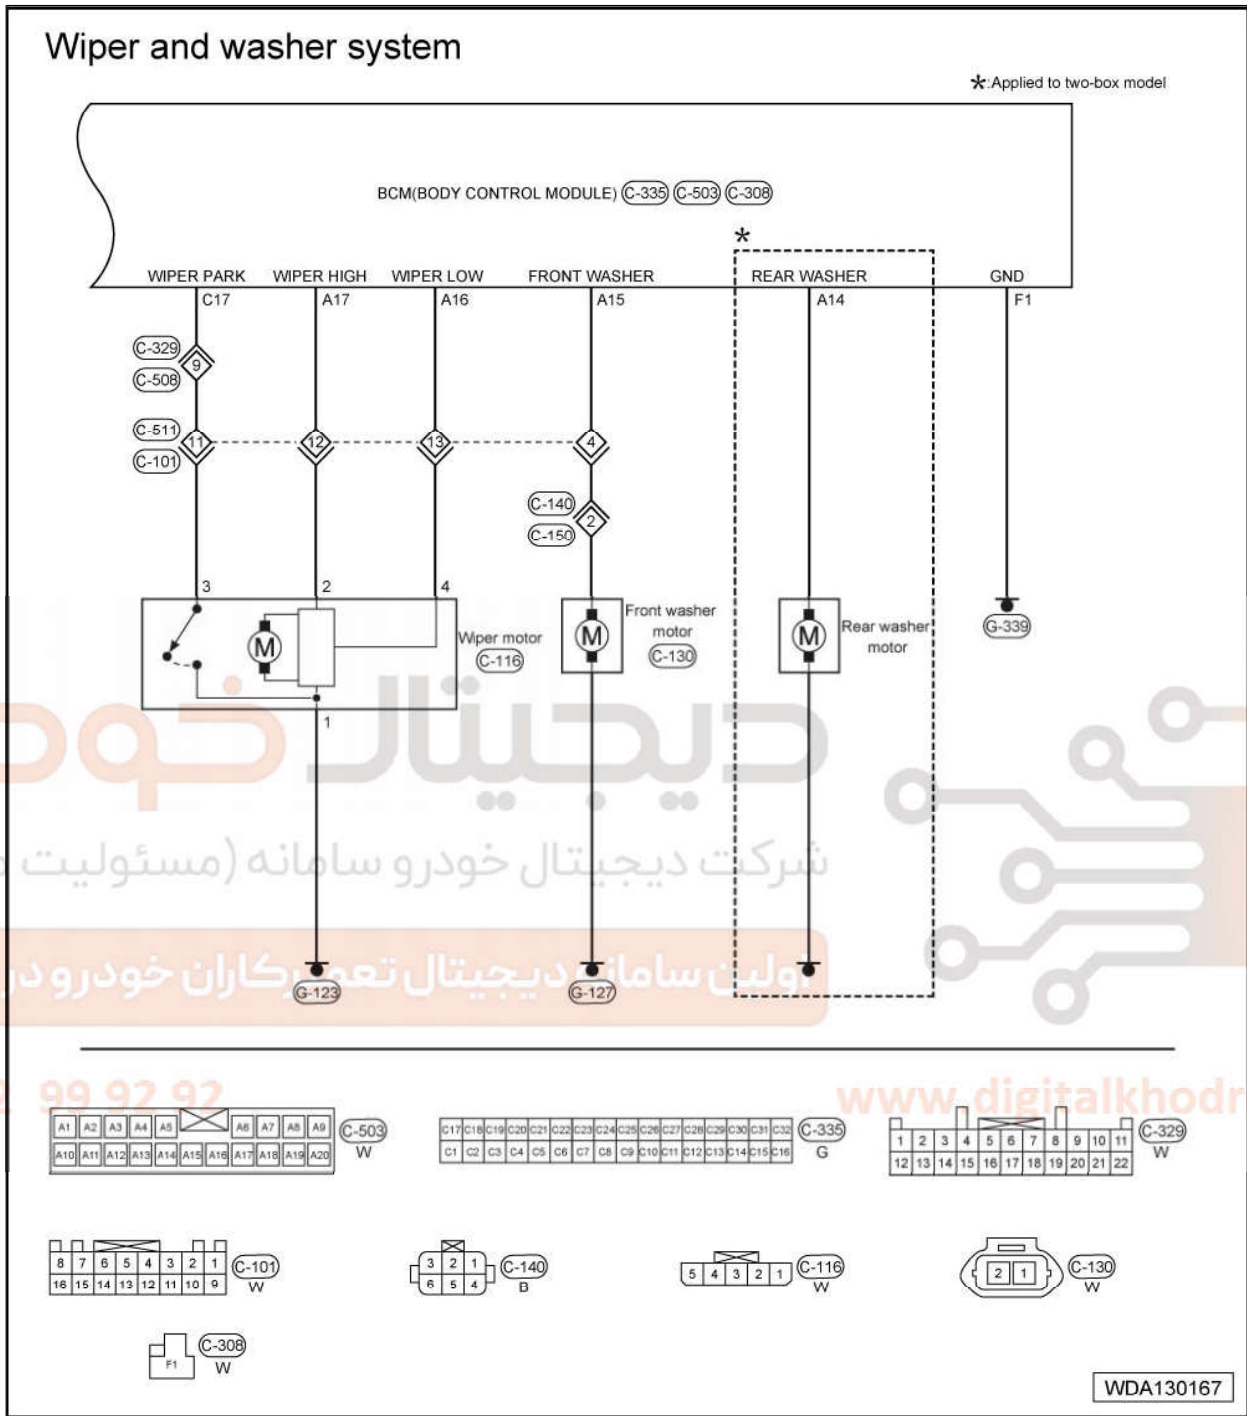 Wiper and washer system
*:Applied to two-box model
BCM(BODY CONTROL MODULE) C-335 C-503 C-308
*
WIPER PARK WIPER HIGH WIPER LOW FRONT WASHER REAR WASHER GND
C17 A17 A16 A15 A14 F1
C-329
9
C-508
C-511
11 12 13 4
C-101
C-140
2
C-150
3 2 4
M M M
Wiper motor
C-116
Front washer
motor
C-130
Rear washer
motor
G-339
1
دیجیتال خود
شرکت دیجیتال خودرو سامانه (مسئولیت
اولین سامانه دیجیتال تعمیرکاران خودرو در
G-123 G-127
99 92 92
www.digitalkhodr
A1 A2 A3 A4 A5 A6 A7 A8 A9
A10 A11 A12 A13 A14 A15 A16 A17 A18 A19 A20
C-503
W
C17 C18 C19 C20 C21 C22 C23 C24 C25 C26 C27 C28 C29 C30 C31 C32
C1 C2 C3 C4 C5 C6 C7 C8 C9 C10 C11 C12 C13 C14 C15 C16
C-335
G
1 2 3 4 5 6 7 8 9 10 11
12 13 14 15 16 17 18 19 20 21 22
C-329
W
8 7 6 5 4 3 2 1
16 15 14 13 12 11 10 9
C-101
W
3 2 1
6 5 4
C-140
B
5 4 3 2 1
C-116
W
2 1
C-130
W
F1
C-308
W
WDA130167